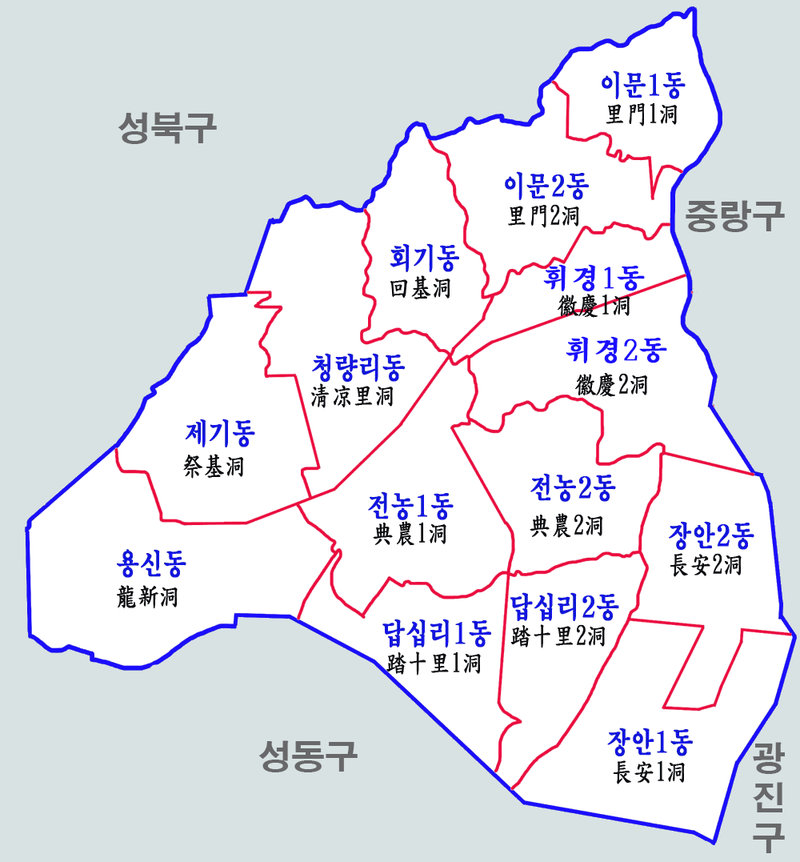 이문1동
里門1洞
성북구
이문2동
里門2洞
중랑구
회기동
回基洞
휘경1동
徽慶1洞
휘경2동
徽慶2洞
청량리동
清凉里洞
제기동
祭基洞
전농1동
典農1洞
전농2동
典農2洞
장안2동
長安2洞
용신동
龍新洞
답십리1동
踏十里1洞
답십리2동
踏十里2洞
장안1동
長安1洞
성동구
광
진
구